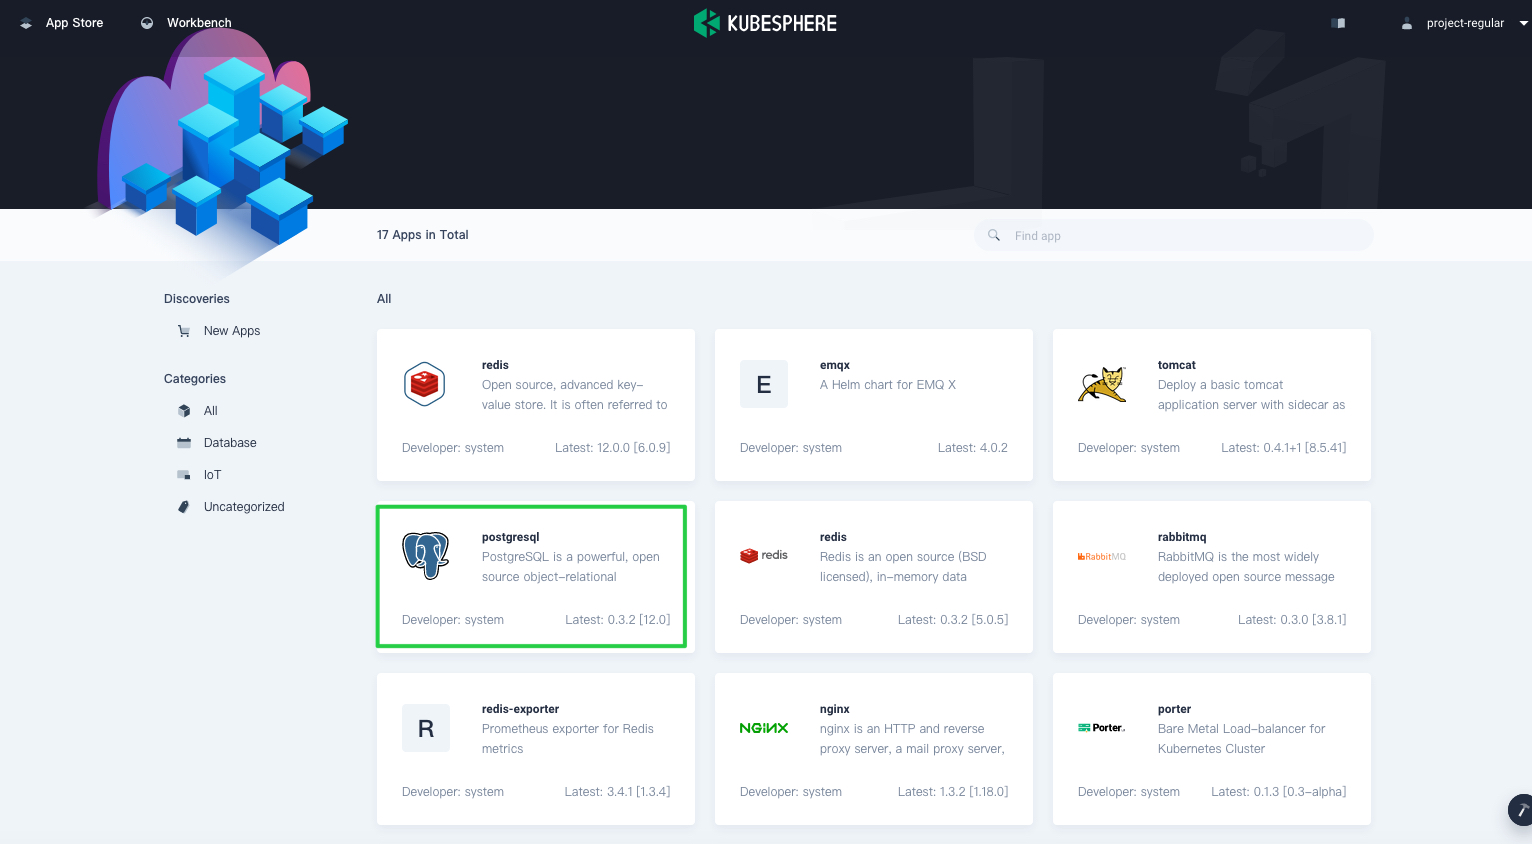 App Store
Workbench
KUBESPHERE
project-regular
17 Apps in Total
Find app
Discoveries
New Apps
Categories
All
Database
IoT
Uncategorized
All
redis
Open source, advanced key-
value store. It is often referred to
Developer: system Latest: 12.0.0 [6.0.9]
E
emqx
A Helm chart for EMQ X
Developer: system Latest: 4.0.2
tomcat
Deploy a basic tomcat
application server with sidecar as
Developer: system Latest: 0.4.1+1 [8.5.41]
postgresql
PostgreSQL is a powerful, open
source object-relational
Developer: system Latest: 0.3.2 [12.0]
redis
redis
Redis is an open source (BSD
licensed), in-memory data
Developer: system Latest: 0.3.2 [5.0.5]
RabbitMQ
rabbitmq
RabbitMQ is the most widely
deployed open source message
Developer: system Latest: 0.3.0 [3.8.1]
R
redis-exporter
Prometheus exporter for Redis
metrics
Developer: system Latest: 3.4.1 [1.3.4]
NGINX
nginx
nginx is an HTTP and reverse
proxy server, a mail proxy server,
Developer: system Latest: 1.3.2 [1.18.0]
Porter
porter
Bare Metal Load-balancer for
Kubernetes Cluster
Developer: system Latest: 0.1.3 [0.3-alpha]